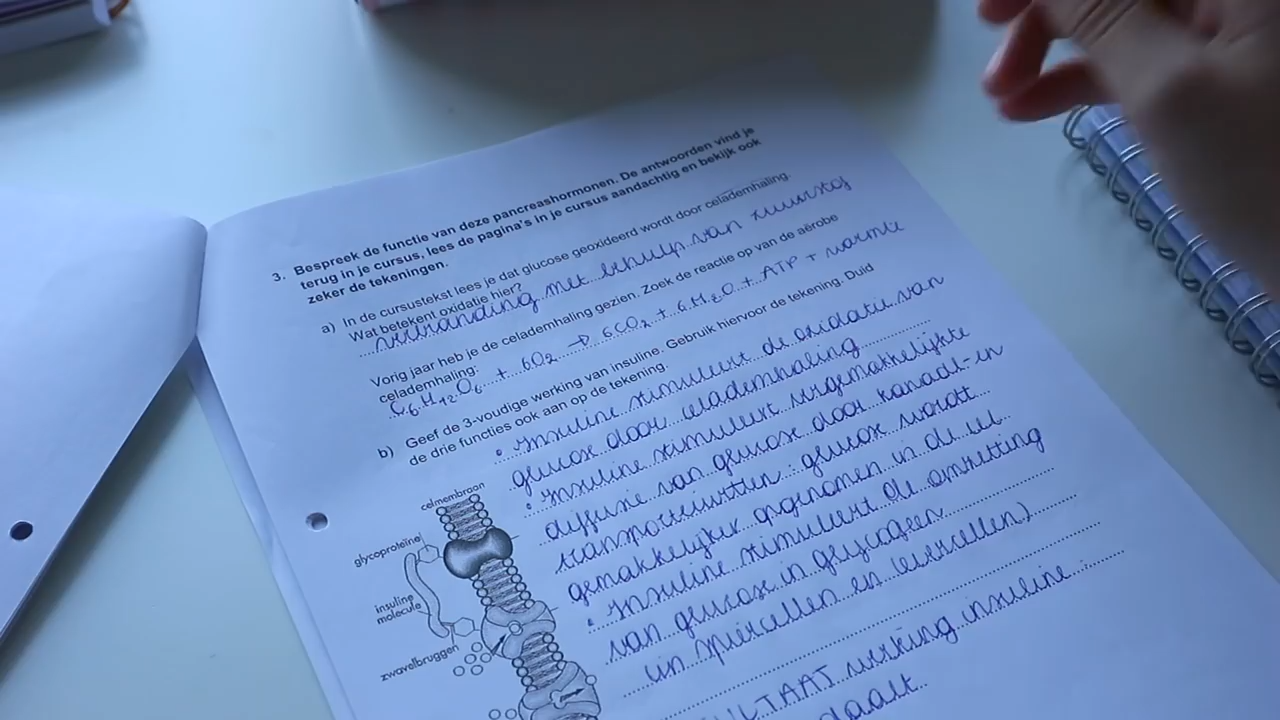 3. Bespreek de functie van deze pancreashormonen. De antwoorden vind je
terug in je cursus, lees de pagina's in je cursus aandachtig en bekijk ook
zeker de tekeningen.
a) In de cursustekst lees je dat glucose geoxideerd wordt door celademhaling.
Wat betekent oxidatie hier?
verbranding met behulp van zuurstof
Vorig jaar heb je de celademhaling gezien. Zoek de reactie op van de aërobe
celademhaling:
C₆H₁₂O₆ + 6O₂ → 6CO₂ + 6H₂O + ATP + warmte
b) Geef de 3-voudige werking van insuline. Gebruik hiervoor de tekening. Duid
de drie functies ook aan op de tekening.
• Insuline stimuleert de oxidatie van
glucose door celademhaling
• Insuline stimuleert vergemakkelijkte
diffusie van glucose door kanaal- en
transporteiwitten : glucose wordt
gemakkelijker opgenomen in de cel.
• Insuline stimuleert de omzetting
van glucose in glycogeen
in spiercellen en levercellen)
werking insuline :
daalt.
celmembraan
glycoproteïne
insuline
molecule
zwavelbruggen